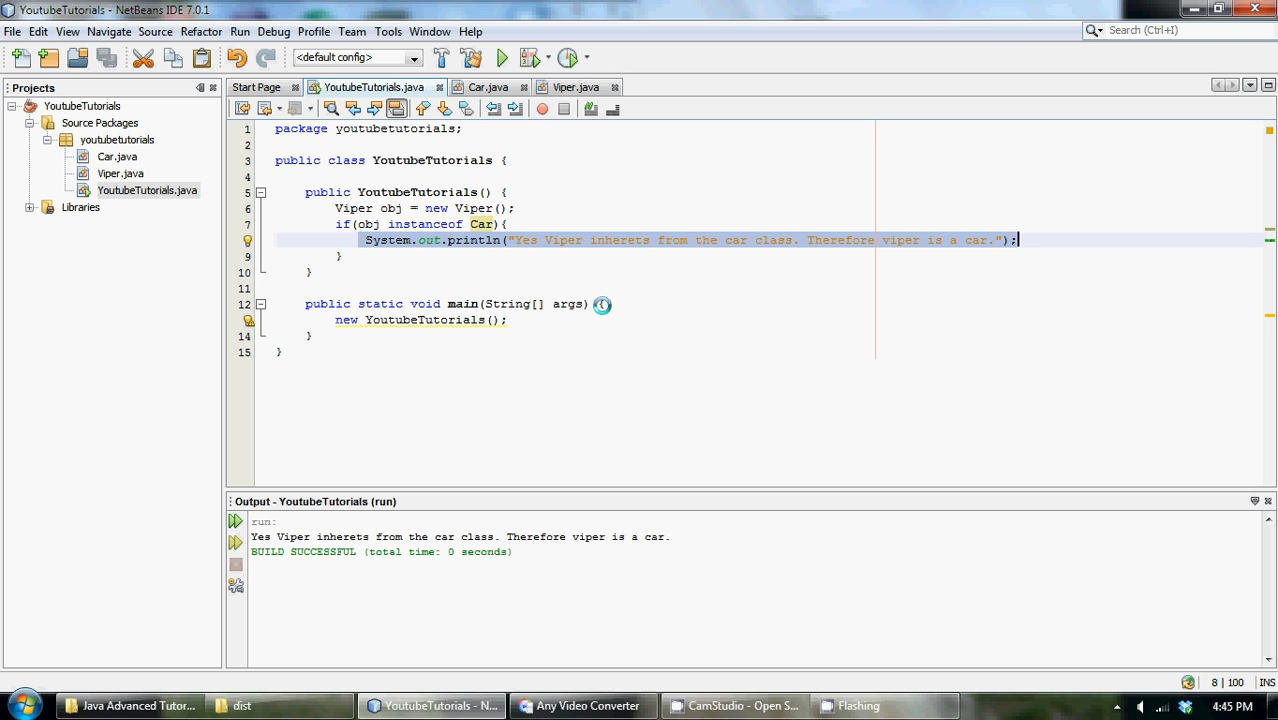 YoutubeTutorials - NetBeans IDE 7.0.1
File Edit View Navigate Source Refactor Run Debug Profile Team Tools Window Help
Search (Ctrl+I)
<default config>
Projects
Start Page YoutubeTutorials.java Car.java Viper.java
YoutubeTutorials
Source Packages
youtubetutorials
Car.java
Viper.java
YoutubeTutorials.java
Libraries
1 package youtubetutorials;
2
3 public class YoutubeTutorials {
4
5 public YoutubeTutorials() {
6 Viper obj = new Viper();
7 if(obj instanceof Car){
System.out.println("Yes Viper inherets from the car class. Therefore viper is a car.");
9 }
10 }
11
12 public static void main(String[] args) {
new YoutubeTutorials();
14 }
15 }
Output - YoutubeTutorials (run)
run:
Yes Viper inherets from the car class. Therefore viper is a car.
BUILD SUCCESSFUL (total time: 0 seconds)
8 | 100 INS
Java Advanced Tutor... dist YoutubeTutorials - N... Any Video Converter CamStudio - Open S... Flashing 4:45 PM